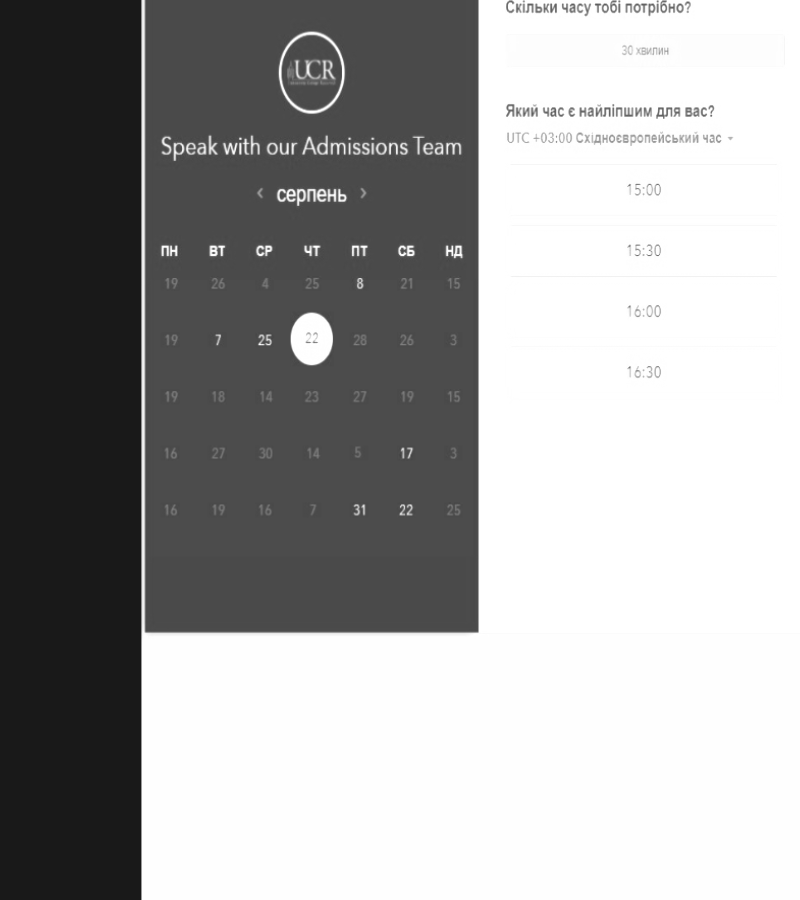 UCR
Speak with our Admissions Team
‹ серпень ›
ПН ВТ СР ЧТ ПТ СБ НД
19 26 4 25 8 21 15
19 7 25 22 28 26 3
19 18 14 23 27 19 15
16 27 30 14 5 17 3
16 19 16 7 31 22 25
Скільки часу тобі потрібно?
30 хвилин
Який час є найліпшим для вас?
UTC +03:00 Східноєвропейський час
15:00
15:30
16:00
16:30